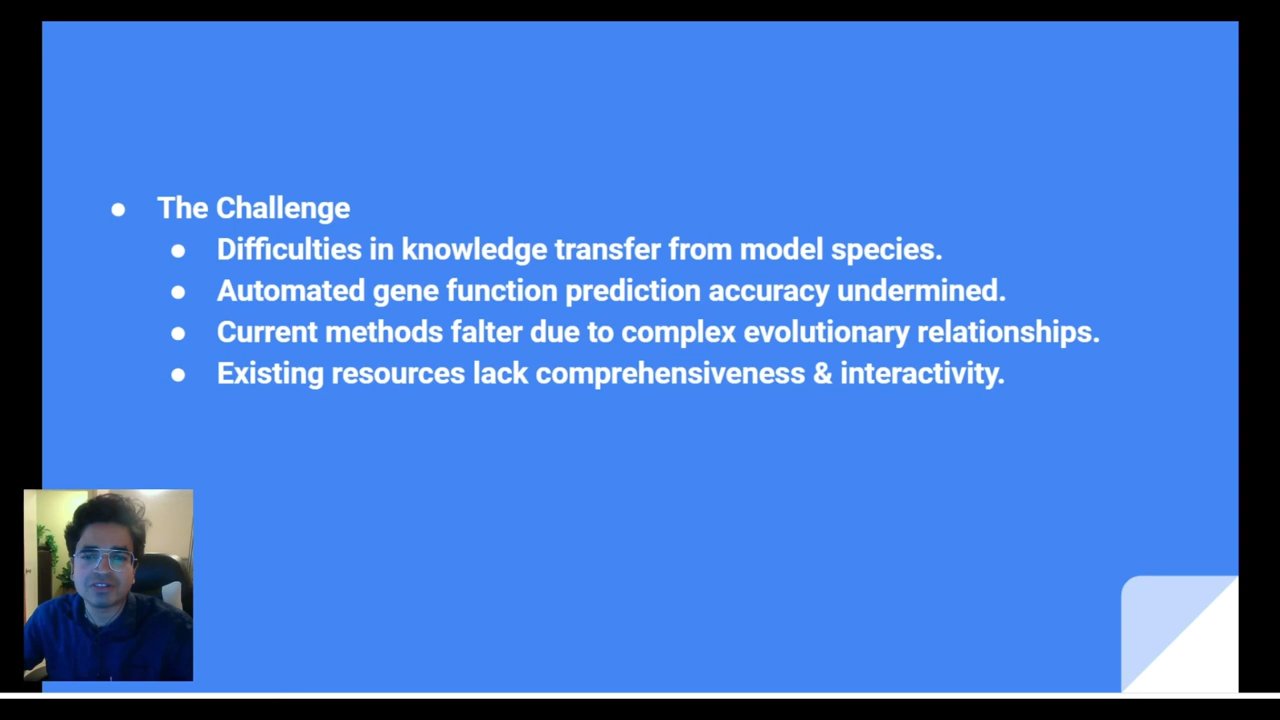 ● The Challenge
● Difficulties in knowledge transfer from model species.
● Automated gene function prediction accuracy undermined.
● Current methods falter due to complex evolutionary relationships.
● Existing resources lack comprehensiveness & interactivity.